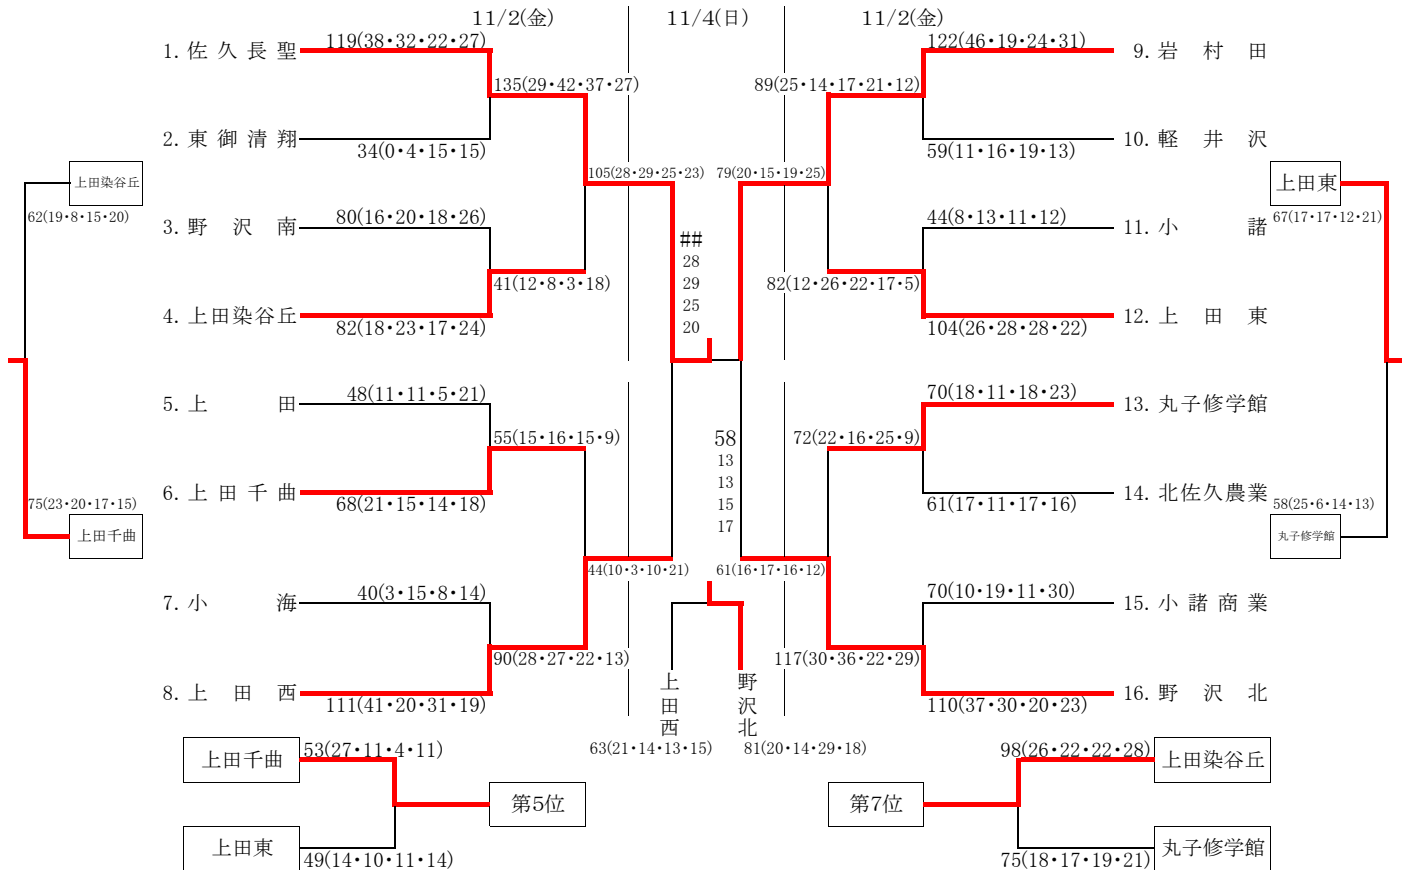 11/2(金)
11/4(日)
11/2(金)
119(38・32・22・27)
122(46・19・24・31)
1. 佐久長聖
9. 岩村田
135(29・42・37・27)
89(25・14・17・21・12)
2. 東御清翔
10. 軽井沢
34(0・4・15・15)
59(11・16・19・13)
上田染谷丘
105(28・29・25・23)
79(20・15・19・25)
上田東
62(19・8・15・20)
80(16・20・18・26)
44(8・13・11・12)
67(17・17・12・21)
3. 野沢南
11. 小諸
##
28
29
25
20
41(12・8・3・18)
82(12・26・22・17・5)
4. 上田染谷丘
12. 上田東
82(18・23・17・24)
104(26・28・28・22)
48(11・11・5・21)
70(18・11・18・23)
5. 上田
13. 丸子修学館
55(15・16・15・9)
58
13
13
15
17
72(22・16・25・9)
6. 上田千曲
14. 北佐久農業
75(23・20・17・15)
68(21・15・14・18)
61(17・11・17・16)
58(25・6・14・13)
上田千曲
丸子修学館
44(10・3・10・21)
61(16・17・16・12)
40(3・15・8・14)
70(10・19・11・30)
7. 小海
15. 小諸商業
90(28・27・22・13)
117(30・36・22・29)
8. 上田西
上田西
野沢北
16. 野沢北
111(41・20・31・19)
110(37・30・20・23)
63(21・14・13・15)
81(20・14・29・18)
上田千曲
53(27・11・4・11)
98(26・22・22・28)
上田染谷丘
第5位
第7位
上田東
49(14・10・11・14)
75(18・17・19・21)
丸子修学館